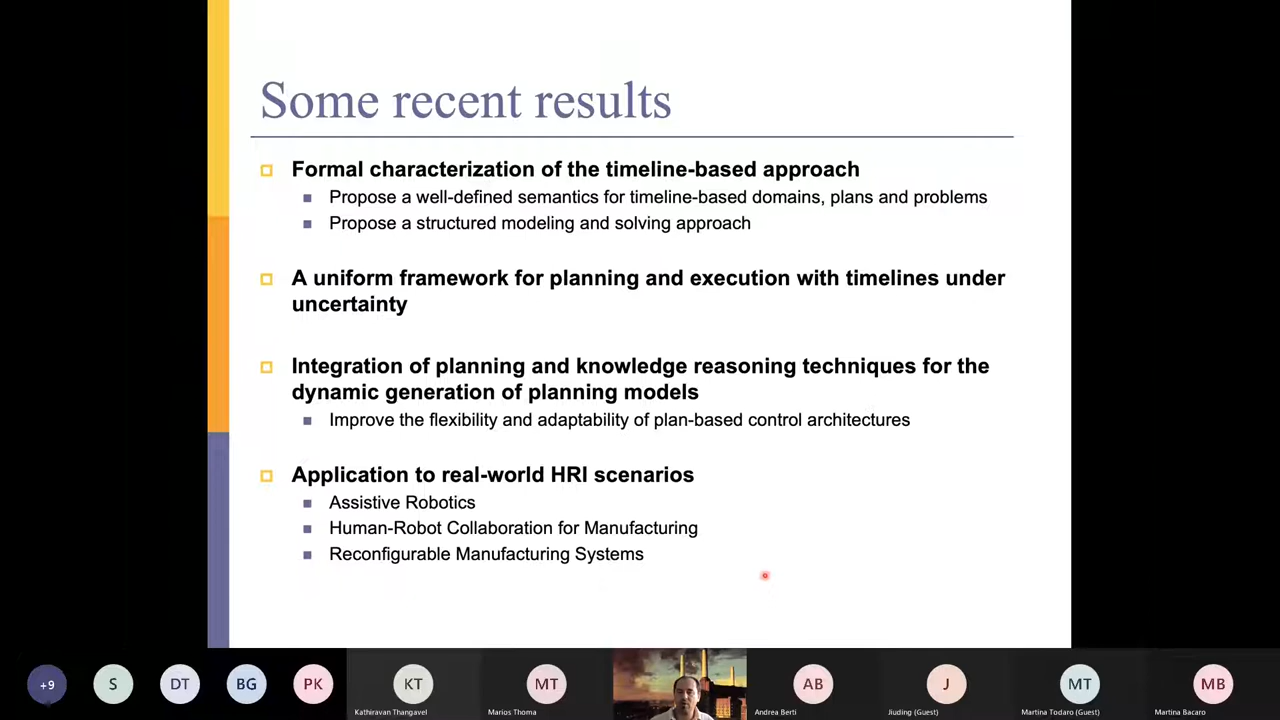 Some recent results
Formal characterization of the timeline-based approach
Propose a well-defined semantics for timeline-based domains, plans and problems
Propose a structured modeling and solving approach
A uniform framework for planning and execution with timelines under
uncertainty
Integration of planning and knowledge reasoning techniques for the
dynamic generation of planning models
Improve the flexibility and adaptability of plan-based control architectures
Application to real-world HRI scenarios
Assistive Robotics
Human-Robot Collaboration for Manufacturing
Reconfigurable Manufacturing Systems
+9 S DT BG PK KT MT AB J MT MB
Kathiravan Thangavel Marios Thoma Andrea Berti Jiuding (Guest) Martina Todaro (Guest) Martina Bacaro